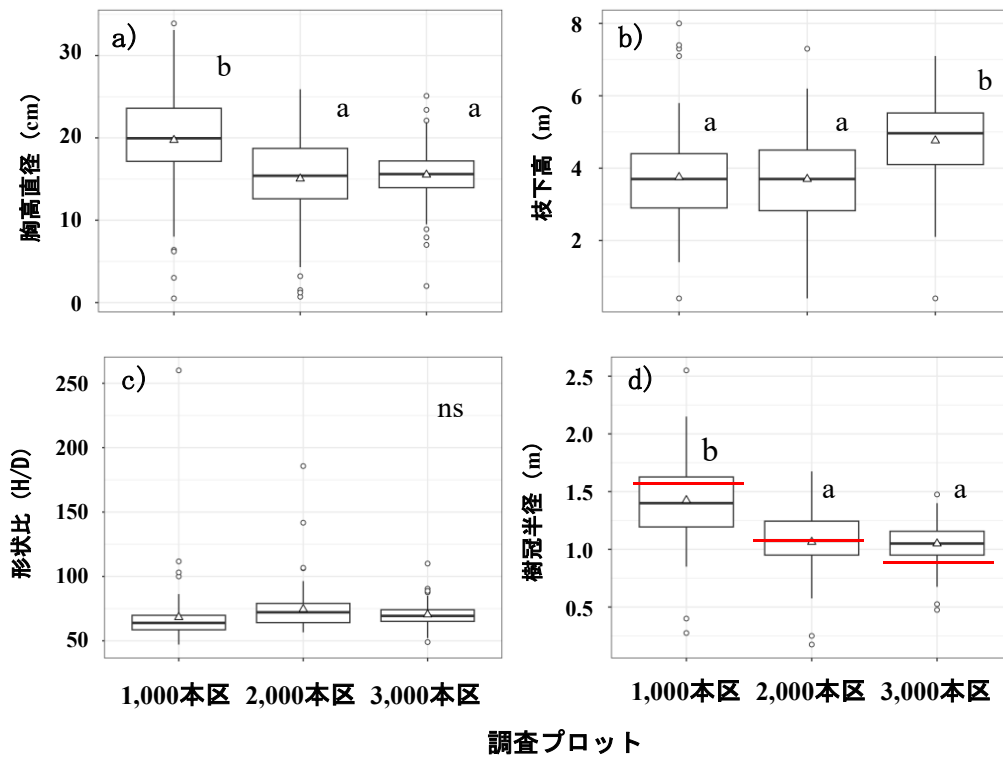 a)
胸高直径 (cm)
30
20
10
0
b
a
a
b)
枝下高 (m)
8
6
4
2
a
a
b
c)
形状比 (H/D)
250
200
150
100
50
ns
1,000本区 2,000本区 3,000本区
d)
樹冠半径 (m)
2.5
2.0
1.5
1.0
0.5
b
a
a
1,000本区 2,000本区 3,000本区
調査プロット